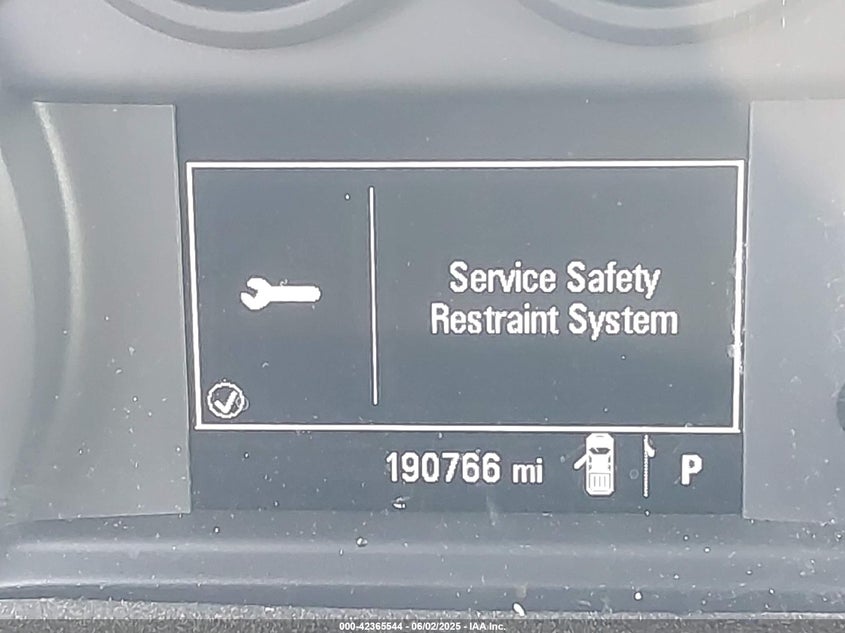 Service Safety
Restraint System
190766 mi
P
000-42365544 - 06/02/2025 - IAA Inc.